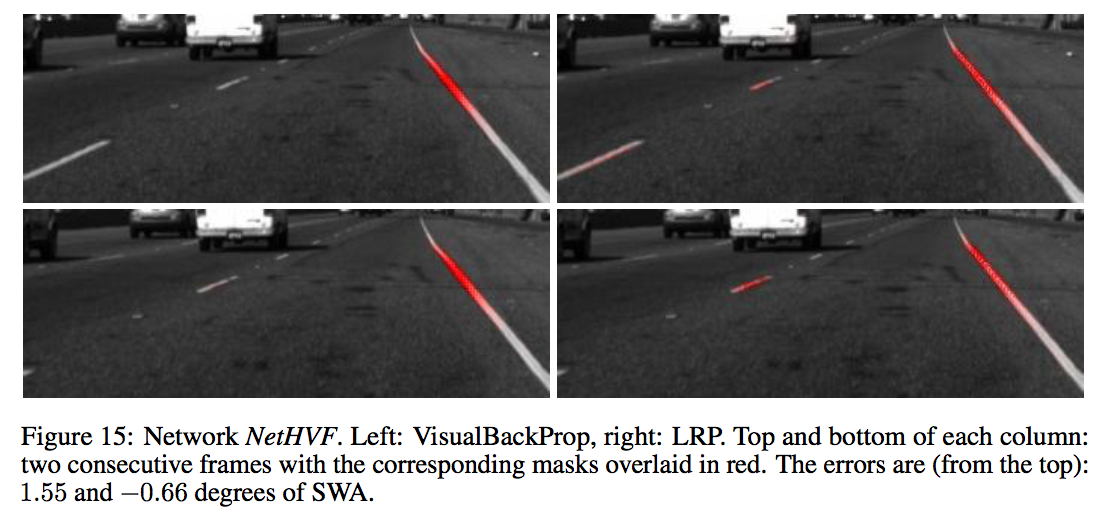 Figure 15: Network NetHVF. Left: VisualBackProp, right: LRP. Top and bottom of each column:
two consecutive frames with the corresponding masks overlaid in red. The errors are (from the top):
1.55 and −0.66 degrees of SWA.